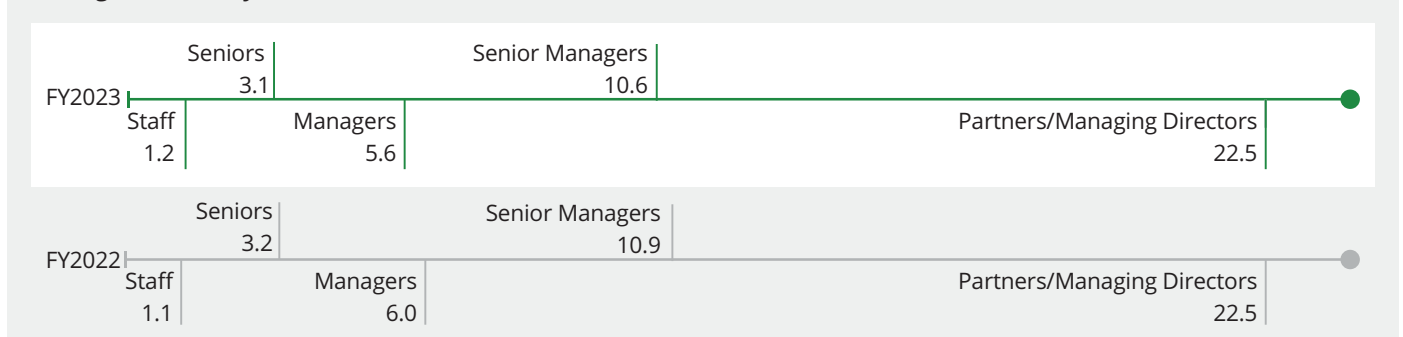 Seniors
3.1
Senior Managers
10.6
FY2023
Staff
1.2
Managers
5.6
Partners/Managing Directors
22.5
Seniors
3.2
Senior Managers
10.9
FY2022
Staff
1.1
Managers
6.0
Partners/Managing Directors
22.5